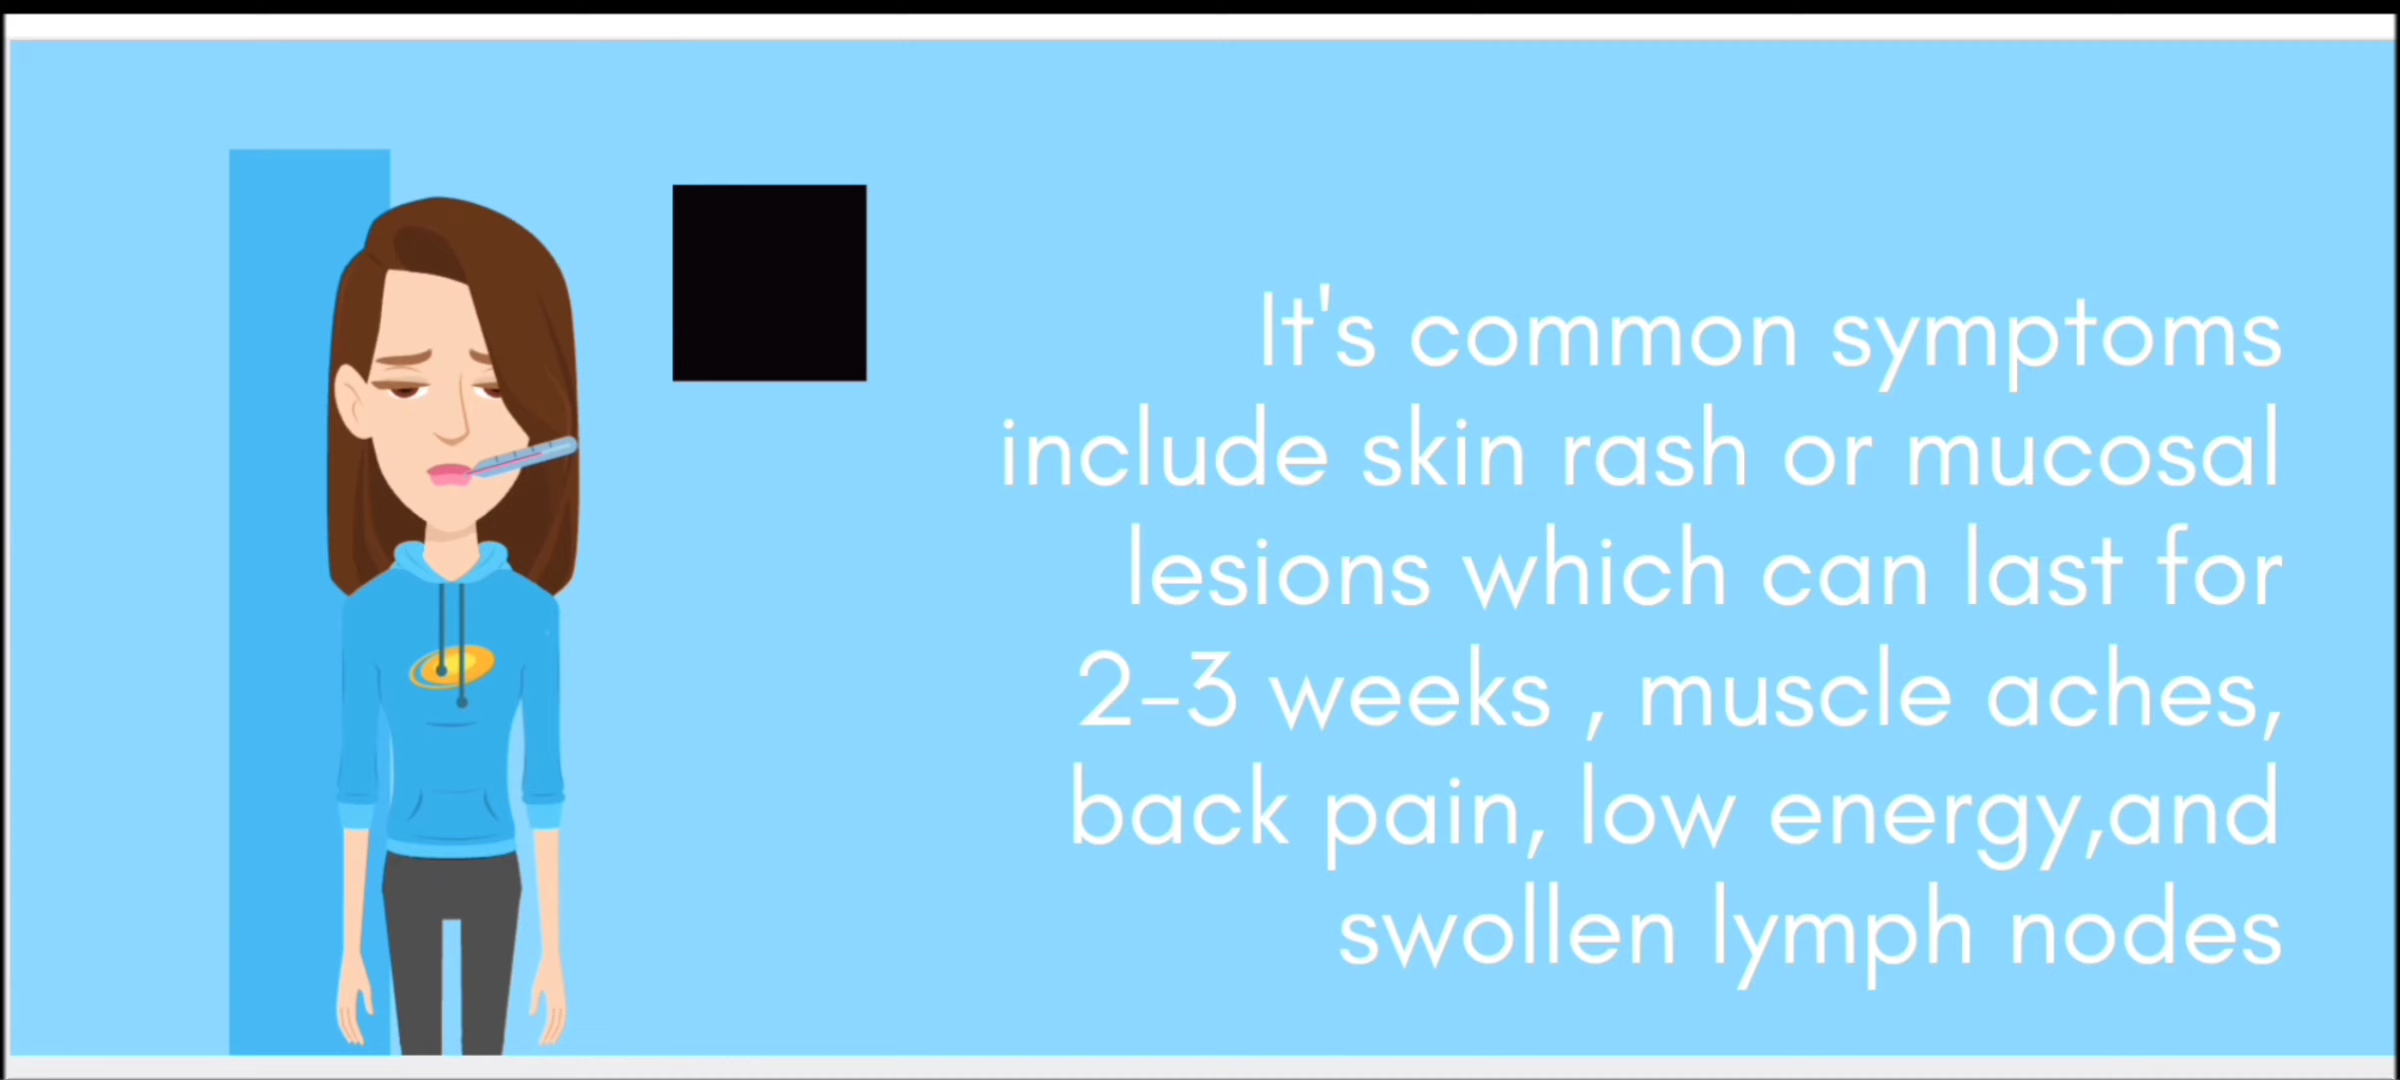 It's common symptoms
include skin rash or mucosal
lesions which can last for
2-3 weeks , muscle aches,
back pain, low energy,and
swollen lymph nodes